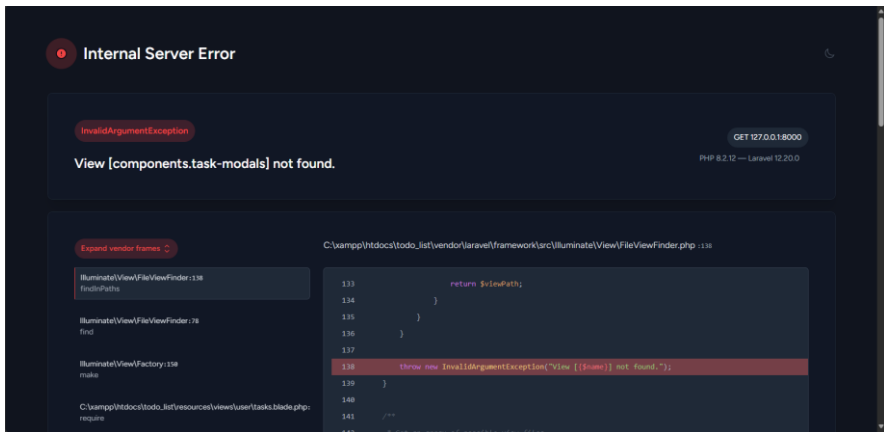 Internal Server Error
InvalidArgumentException
GET 127.0.0.1:8000
View [components.task-modals] not found.
PHP 8.2.12 — Laravel 12.20.0
Expand vendor frames
C:\xampp\htdocs\todo_list\vendor\laravel\framework\src\Illuminate\View\FileViewFinder.php :138
Illuminate\View\FileViewFinder:138
findInPaths
Illuminate\View\FileViewFinder:78
find
Illuminate\View\Factory:150
make
C:\xampp\htdocs\todo_list\resources\views\user\tasks.blade.php:
require
133 return $viewPath;
134 }
135 }
136 }
137
138 throw new InvalidArgumentException("View [{$name}] not found.");
139 }
140
141 /**